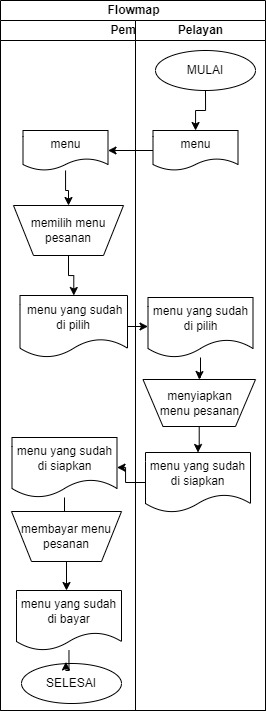 Flowmap
Pem
Pelayan
MULAI
menu
menu
memilih menu
pesanan
menu yang sudah
di pilih
menu yang sudah
di pilih
menyiapkan
menu pesanan
menu yang sudah
di siapkan
menu yang sudah
di siapkan
membayar menu
pesanan
menu yang sudah
di bayar
SELESAI